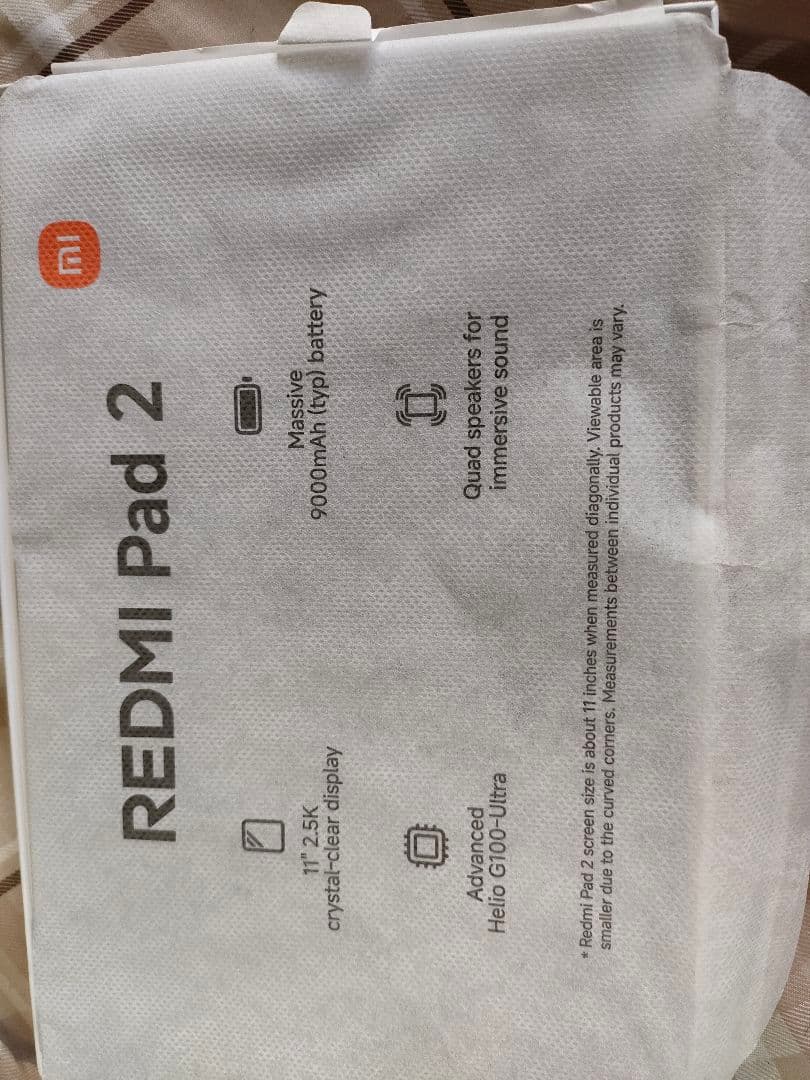 mi
REDMI Pad 2
11" 2.5K
crystal-clear display
Massive
9000mAh (typ) battery
Advanced
Helio G100-Ultra
Quad speakers for
immersive sound
* Redmi Pad 2 screen size is about 11 inches when measured diagonally. Viewable area is
smaller due to the curved corners. Measurements between individual products may vary.